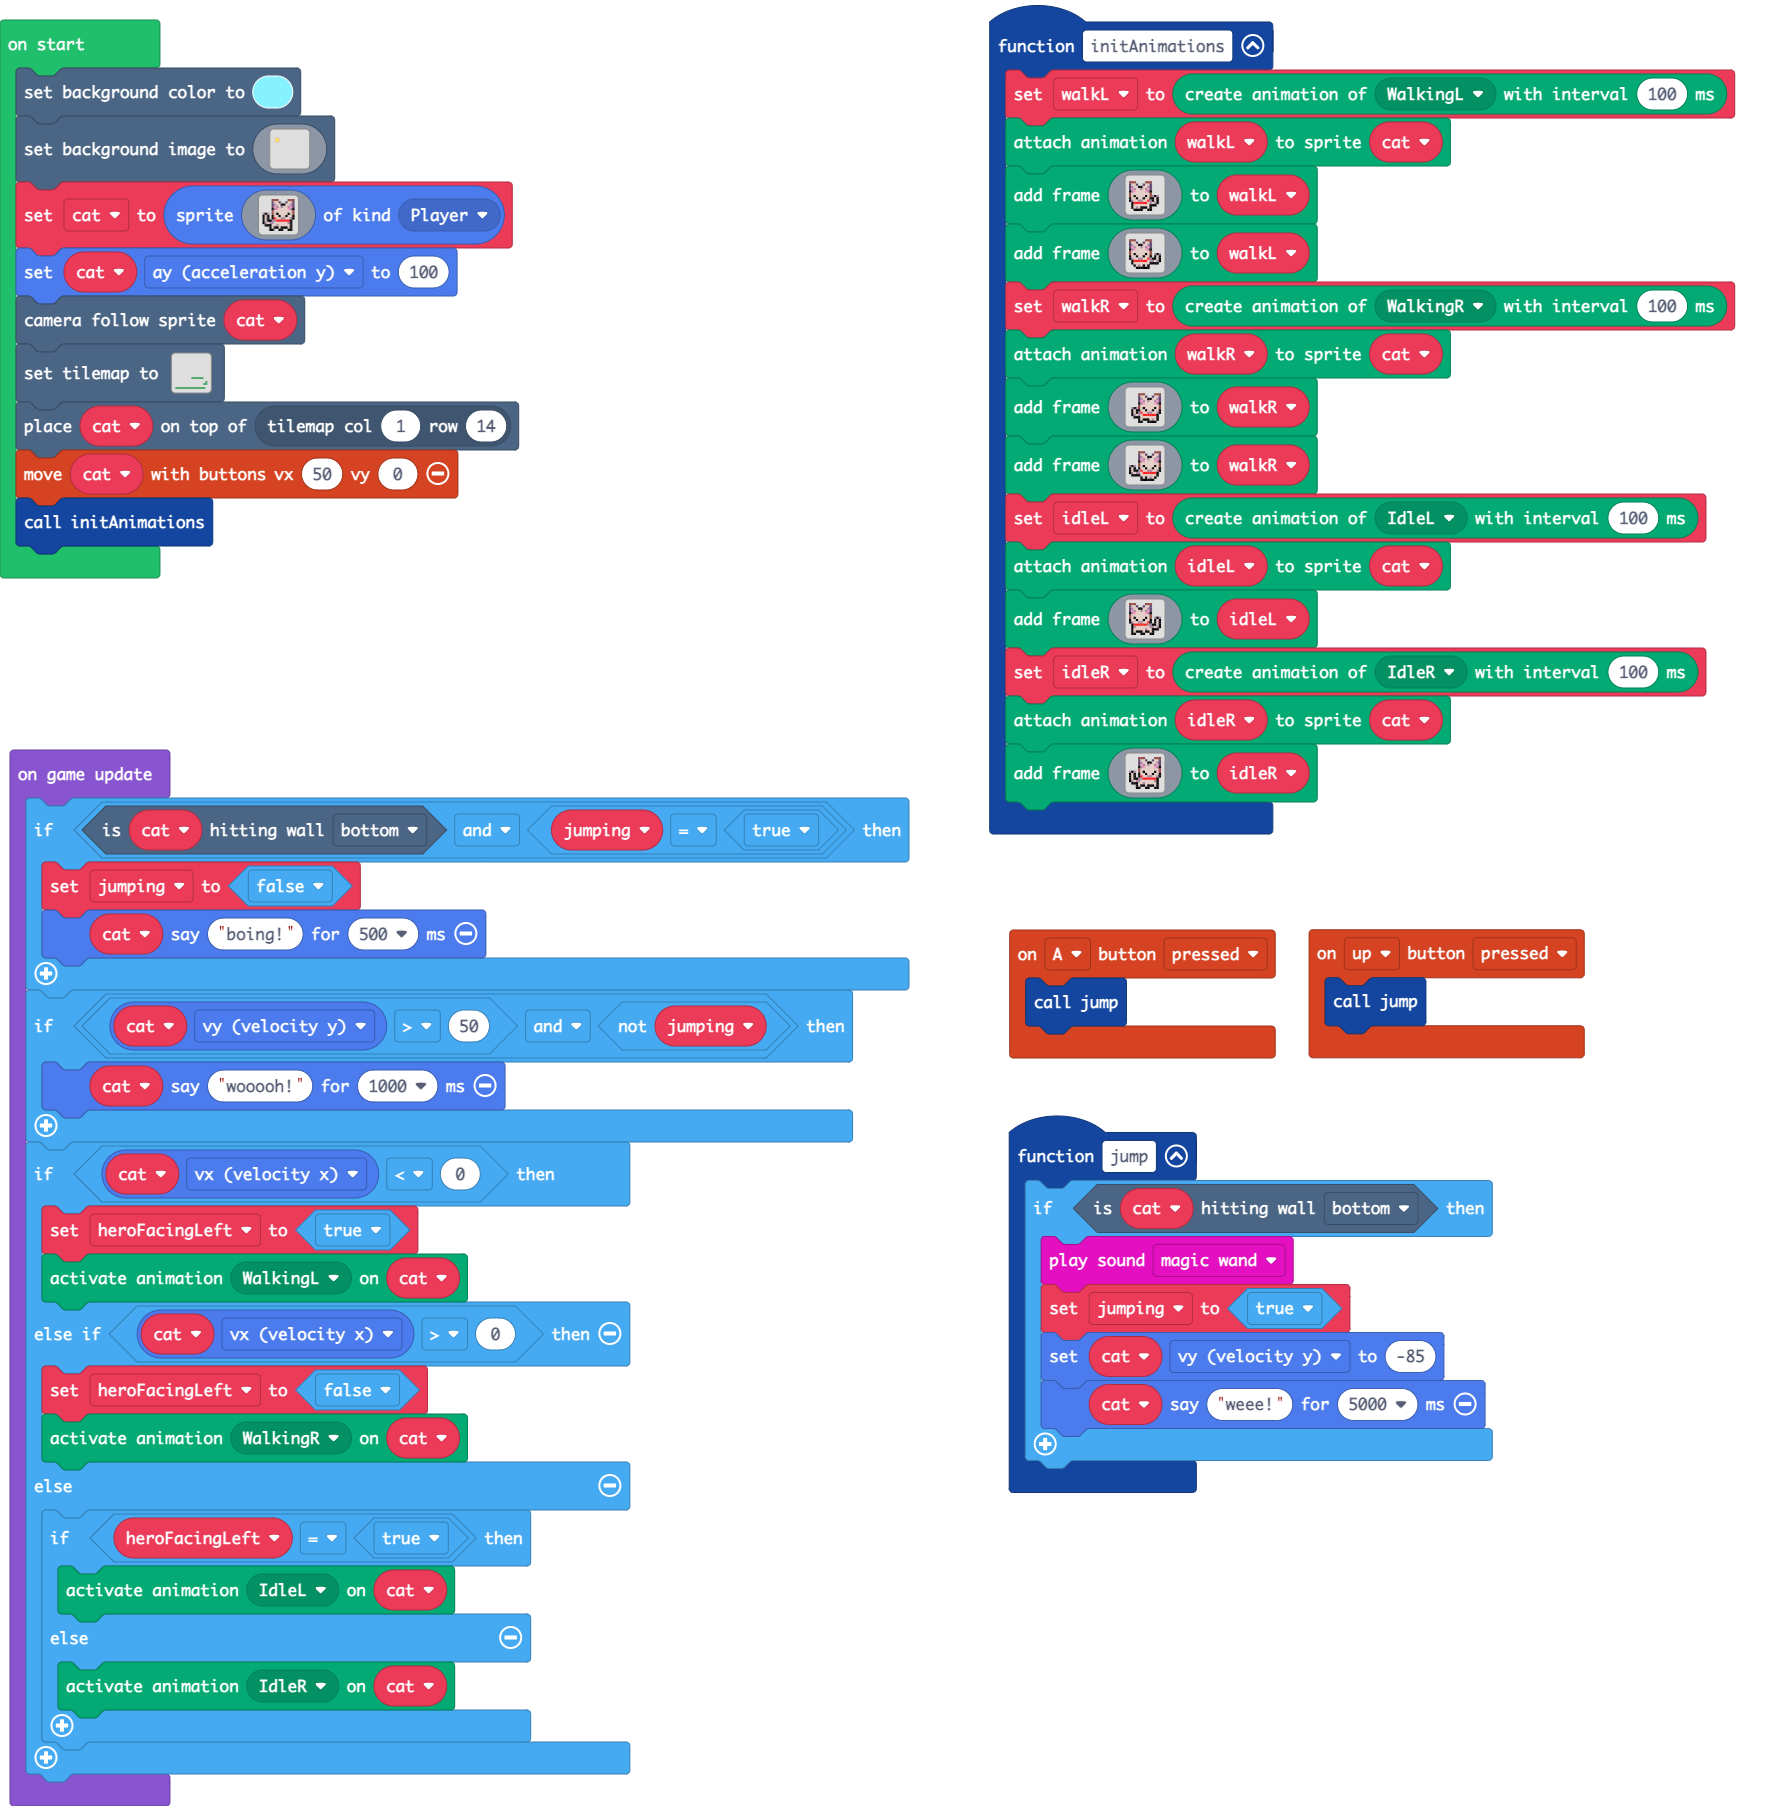 on start
set background color to
set background image to
set cat to sprite of kind Player
set cat ay (acceleration y) to 100
camera follow sprite cat
set tilemap to
place cat on top of tilemap col 1 row 14
move cat with buttons vx 50 vy 0
call initAnimations
function initAnimations
set walkL to create animation of WalkingL with interval 100 ms
attach animation walkL to sprite cat
add frame to walkL
add frame to walkL
set walkR to create animation of WalkingR with interval 100 ms
attach animation walkR to sprite cat
add frame to walkR
add frame to walkR
set idleL to create animation of IdleL with interval 100 ms
attach animation idleL to sprite cat
add frame to idleL
set idleR to create animation of IdleR with interval 100 ms
attach animation idleR to sprite cat
add frame to idleR
on game update
if is cat hitting wall bottom and jumping = true then
set jumping to false
cat say "boing!" for 500 ms
if cat vy (velocity y) > 50 and not jumping then
cat say "wooooh!" for 1000 ms
if cat vx (velocity x) < 0 then
set heroFacingLeft to true
activate animation WalkingL on cat
else if cat vx (velocity x) > 0 then
set heroFacingLeft to false
activate animation WalkingR on cat
else
if heroFacingLeft = true then
activate animation IdleL on cat
else
activate animation IdleR on cat
on A button pressed
call jump
on up button pressed
call jump
function jump
if is cat hitting wall bottom then
play sound magic wand
set jumping to true
set cat vy (velocity y) to -85
cat say "weee!" for 5000 ms